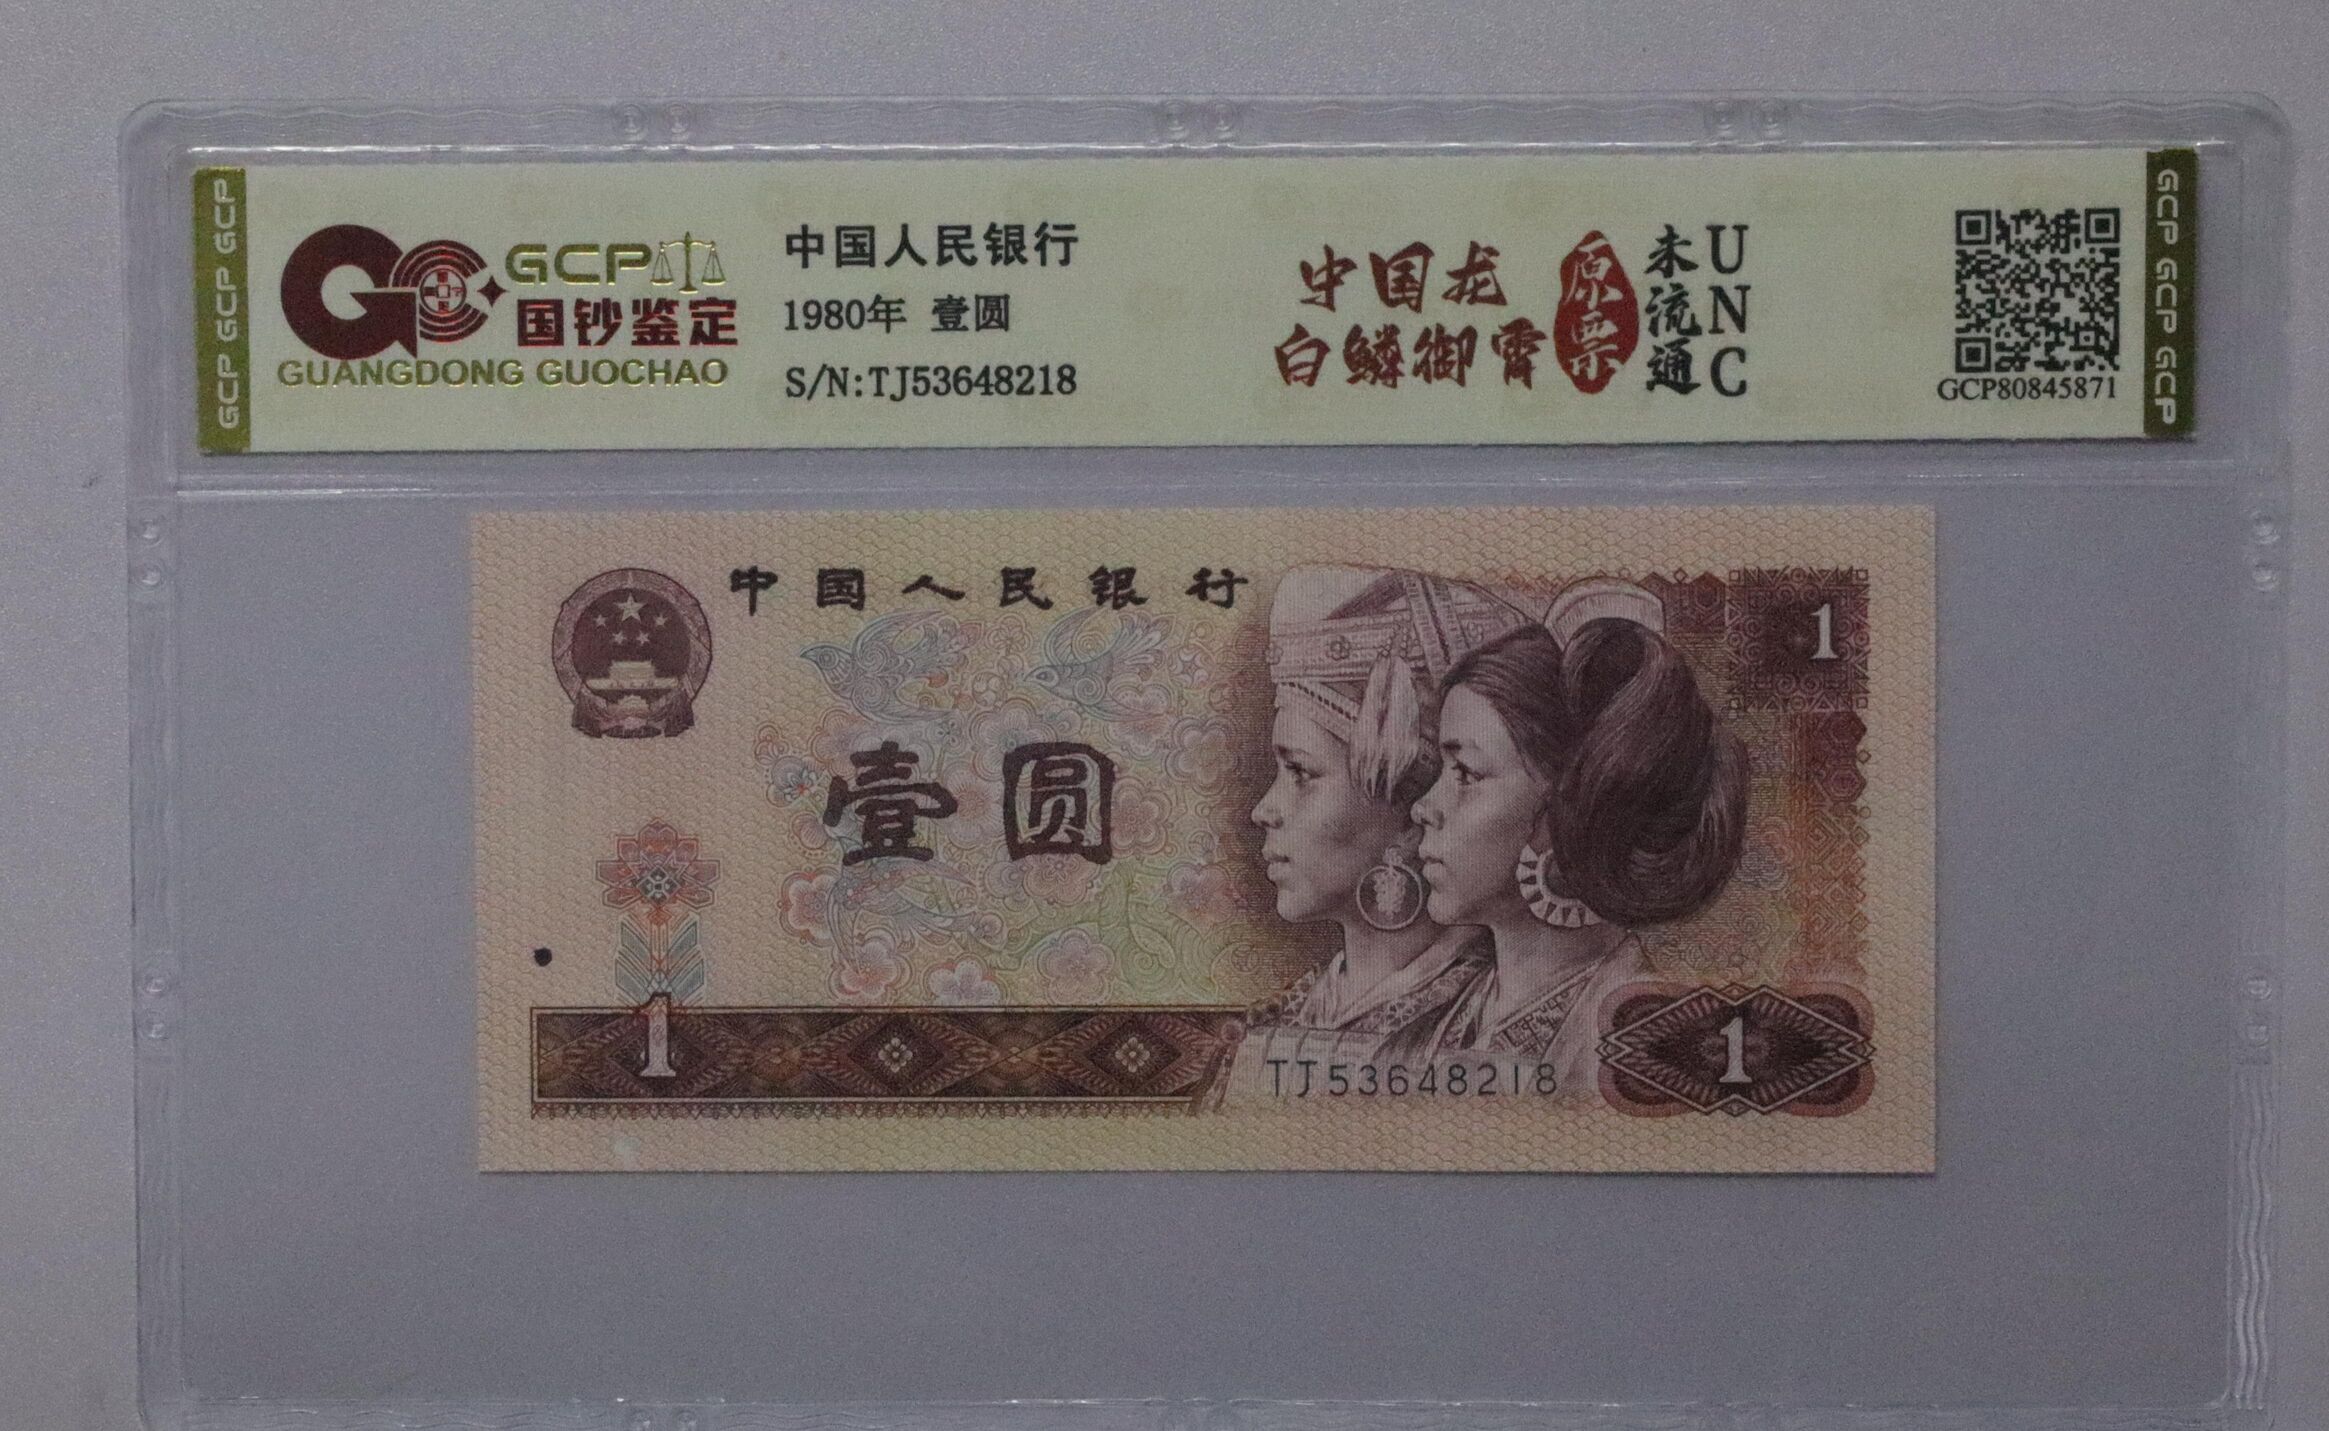 GCP GCP GCP
GCP
国钞鉴定
GUANGDONG GUOCHAO
中国人民银行
1980年 壹圆
S/N:TJ53648218
中国龙
白鳞御霄
原票
未流通
UNC
GCP80845871
GCP GCP GCP
中国人民银行
1
壹圆
1
TJ53648218
1